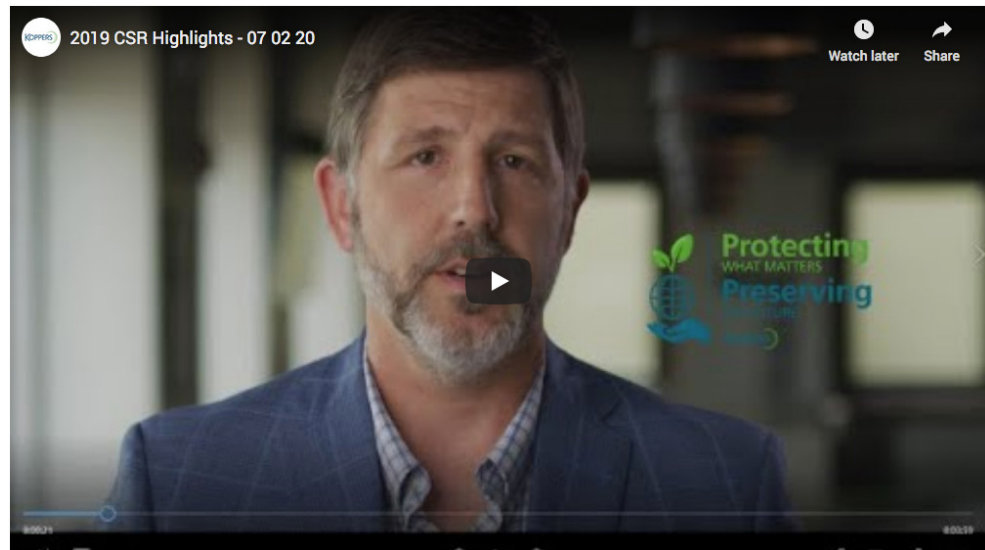 KOPPERS
2019 CSR Highlights - 07 02 20
Watch later
Share
Protecting
WHAT MATTERS
Preserving
0:00:21
0:00:59